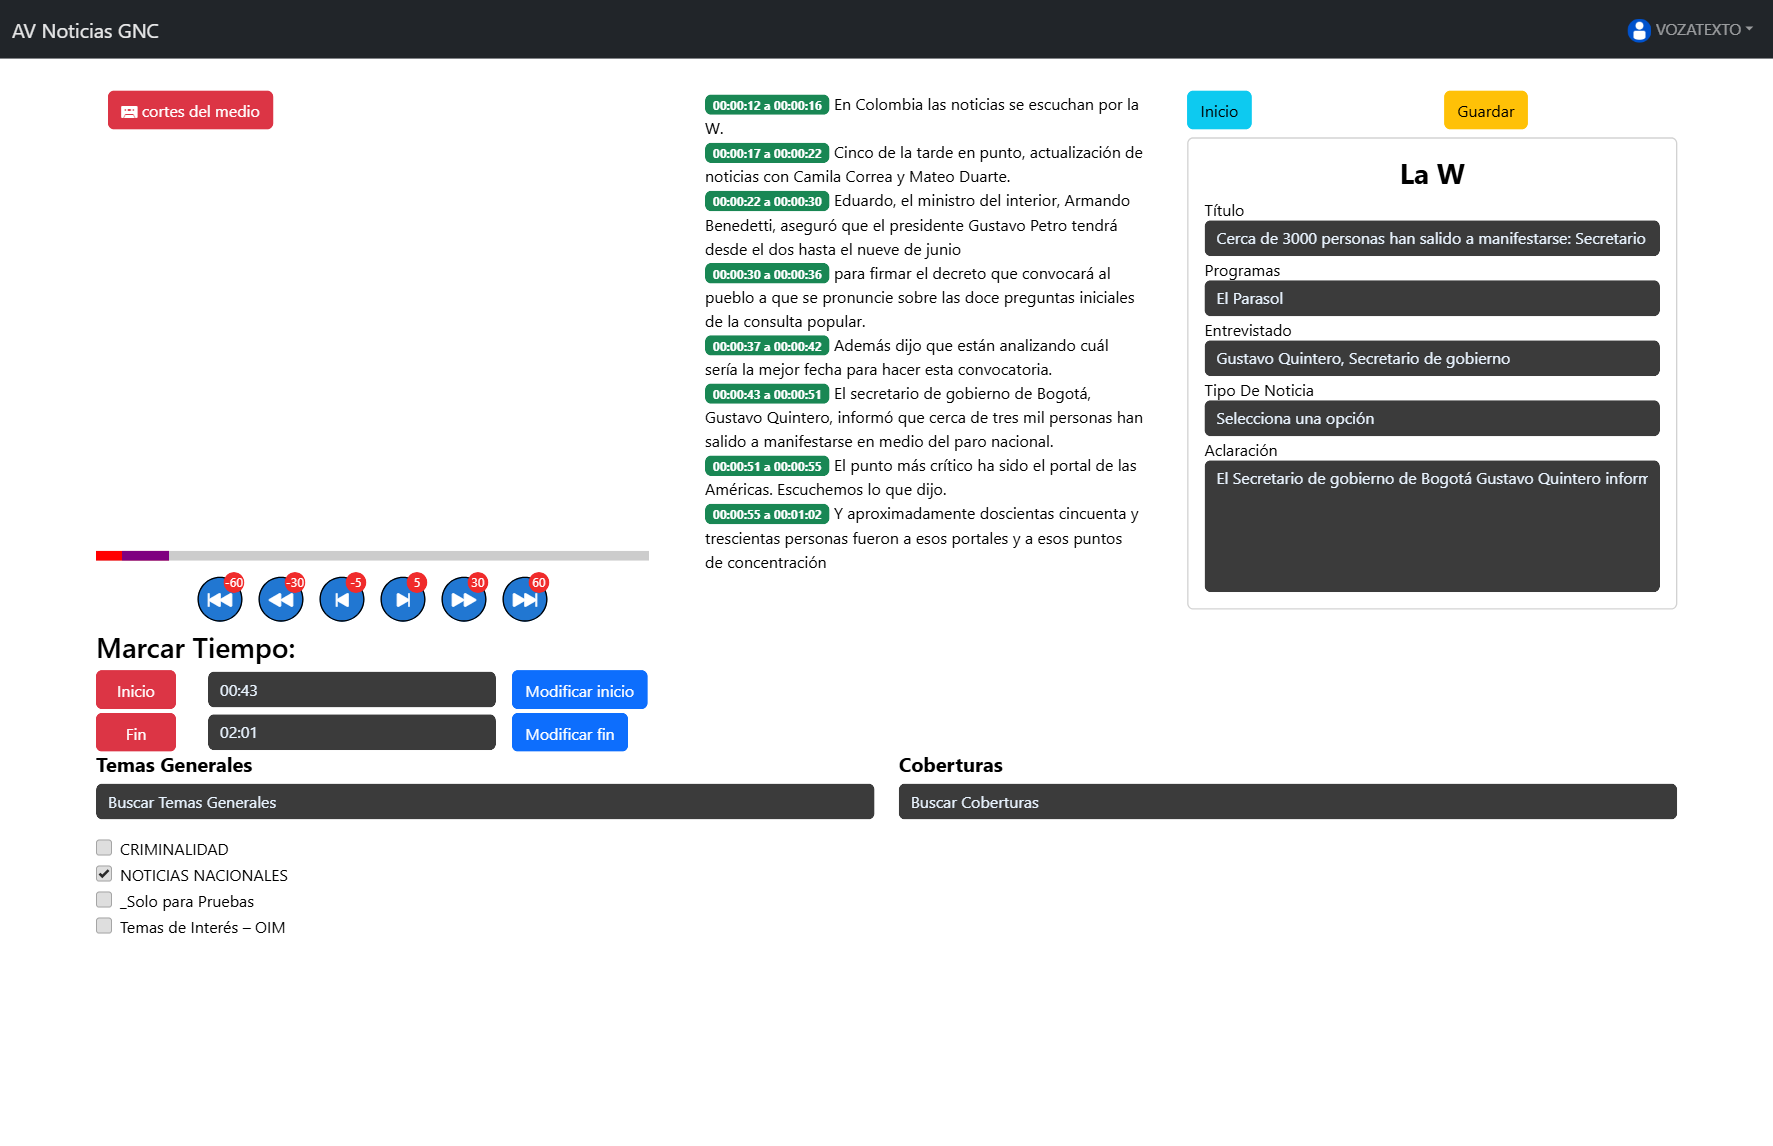 AV Noticias GNC
VOZATEXTO
cortes del medio
-60
-30
-5
5
30
60
Marcar Tiempo:
Inicio
00:43
Modificar inicio
Fin
02:01
Modificar fin
00:00:12 a 00:00:16 En Colombia las noticias se escuchan por la
W.
00:00:17 a 00:00:22 Cinco de la tarde en punto, actualización de
noticias con Camila Correa y Mateo Duarte.
00:00:22 a 00:00:30 Eduardo, el ministro del interior, Armando
Benedetti, aseguró que el presidente Gustavo Petro tendrá
desde el dos hasta el nueve de junio
00:00:30 a 00:00:36 para firmar el decreto que convocará al
pueblo a que se pronuncie sobre las doce preguntas iniciales
de la consulta popular.
00:00:37 a 00:00:42 Además dijo que están analizando cuál
sería la mejor fecha para hacer esta convocatoria.
00:00:43 a 00:00:51 El secretario de gobierno de Bogotá,
Gustavo Quintero, informó que cerca de tres mil personas han
salido a manifestarse en medio del paro nacional.
00:00:51 a 00:00:55 El punto más crítico ha sido el portal de las
Américas. Escuchemos lo que dijo.
00:00:55 a 00:01:02 Y aproximadamente doscientas cincuenta y
trescientas personas fueron a esos portales y a esos puntos
de concentración
Inicio
Guardar
La W
Título
Cerca de 3000 personas han salido a manifestarse: Secretario
Programas
El Parasol
Entrevistado
Gustavo Quintero, Secretario de gobierno
Tipo De Noticia
Selecciona una opción
Aclaración
El Secretario de gobierno de Bogotá Gustavo Quintero inform
Temas Generales
Buscar Temas Generales
CRIMINALIDAD
NOTICIAS NACIONALES
_Solo para Pruebas
Temas de Interés – OIM
Coberturas
Buscar Coberturas